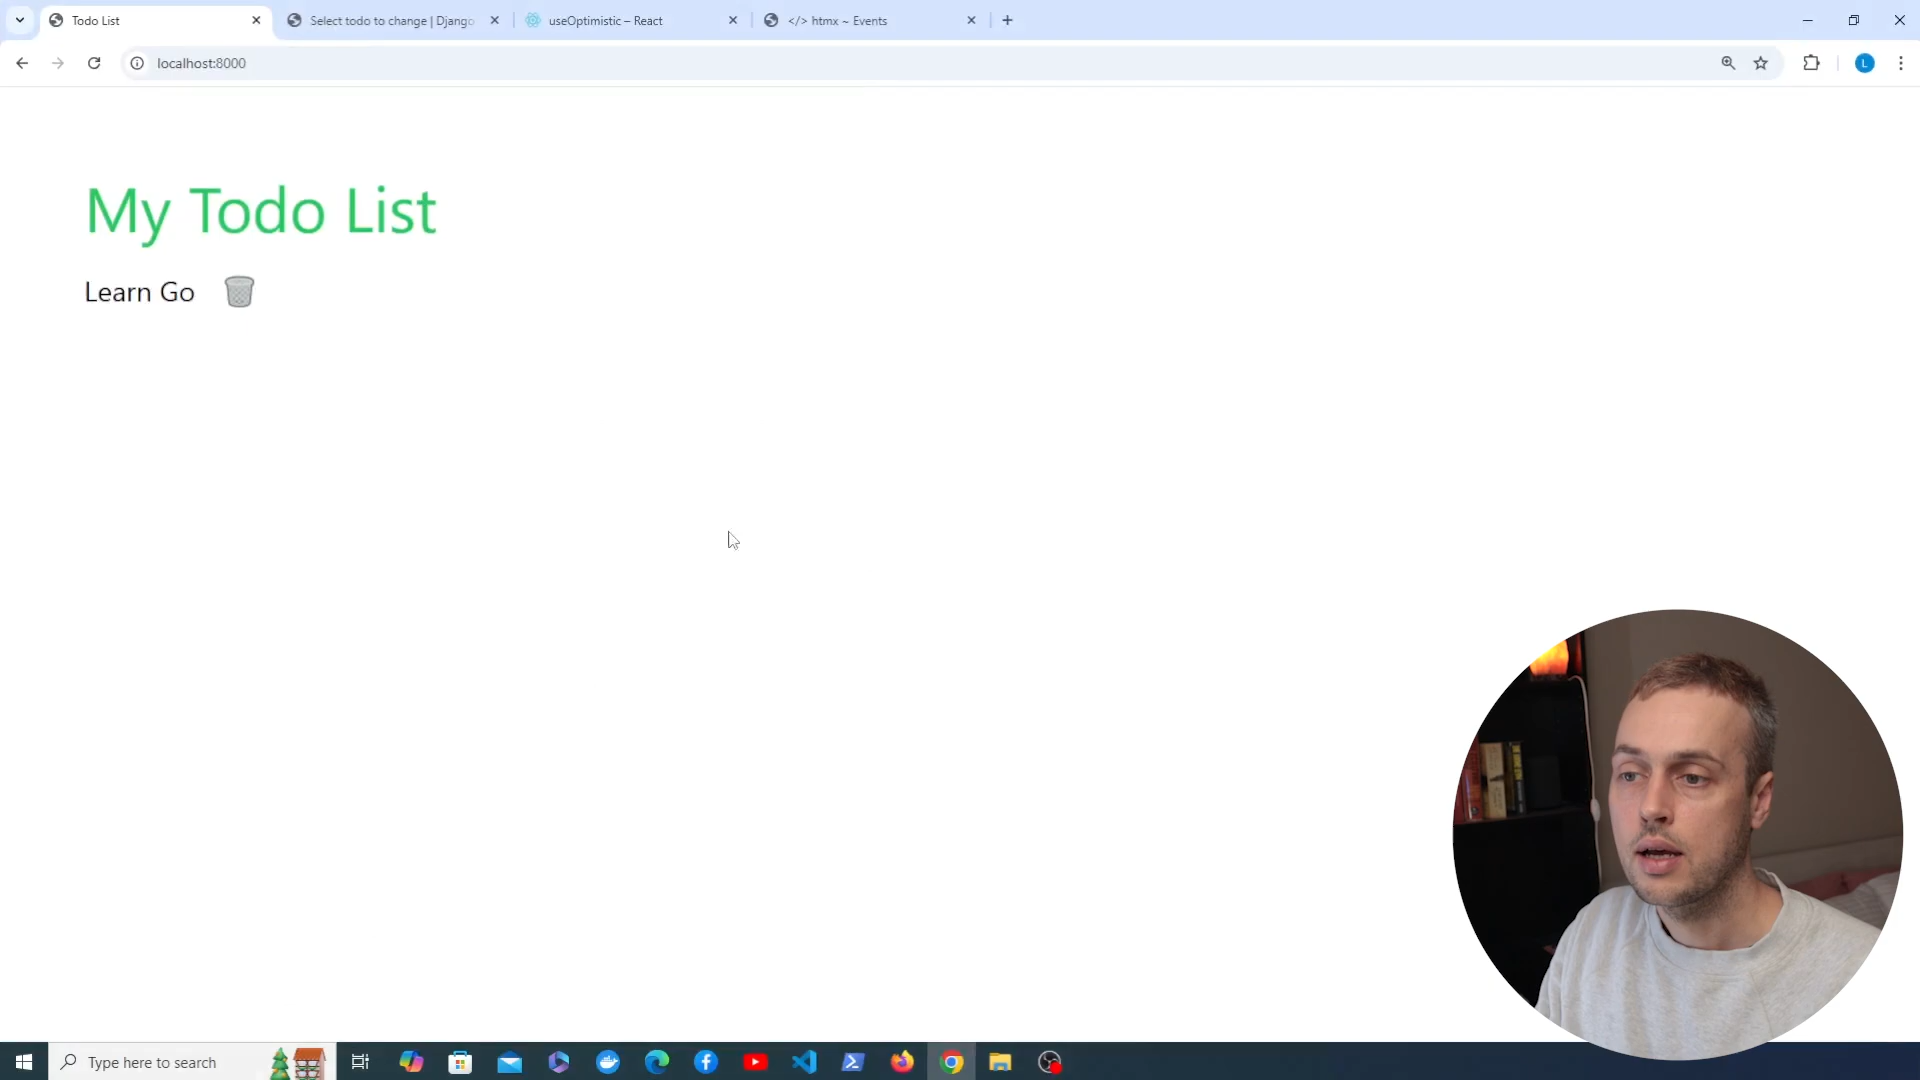 Todo List
Select todo to change | Django
useOptimistic – React
</> htmx ~ Events
localhost:8000
L
My Todo List
Learn Go
Type here to search